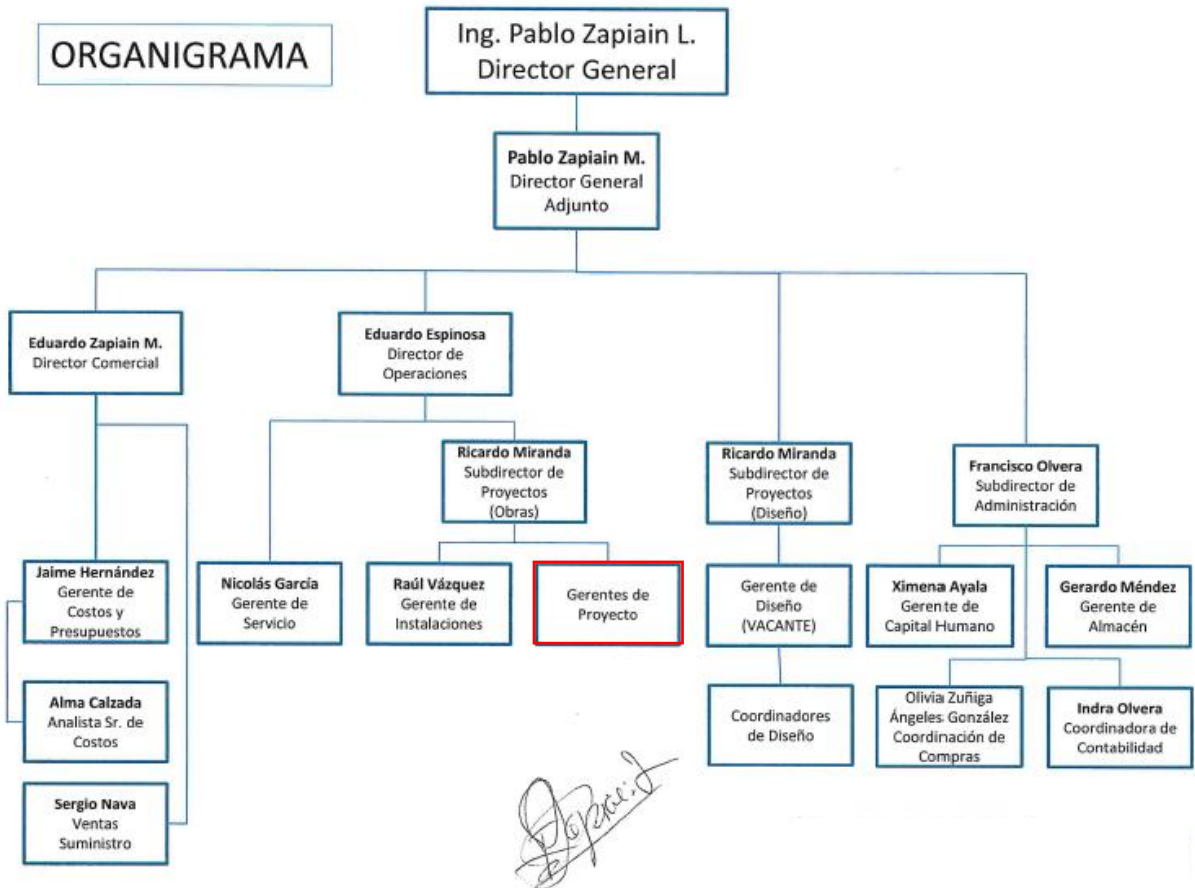 ORGANIGRAMA
Ing. Pablo Zapiain L.
Director General
Pablo Zapiain M.
Director General
Adjunto
Eduardo Zapiain M.
Director Comercial
Eduardo Espinosa
Director de
Operaciones
Ricardo Miranda
Subdirector de
Proyectos
(Obras)
Ricardo Miranda
Subdirector de
Proyectos
(Diseño)
Francisco Olvera
Subdirector de
Administración
Jaime Hernández
Gerente de
Costos y
Presupuestos
Nicolás García
Gerente de
Servicio
Raúl Vázquez
Gerente de
Instalaciones
Gerentes de
Proyecto
Gerente de
Diseño
(VACANTE)
Ximena Ayala
Gerente de
Capital Humano
Gerardo Méndez
Gerente de
Almacén
Alma Calzada
Analista Sr. de
Costos
Coordinadores
de Diseño
Olivia Zuñiga
Ángeles González
Coordinación de
Compras
Indra Olvera
Coordinadora de
Contabilidad
Sergio Nava
Ventas
Suministro